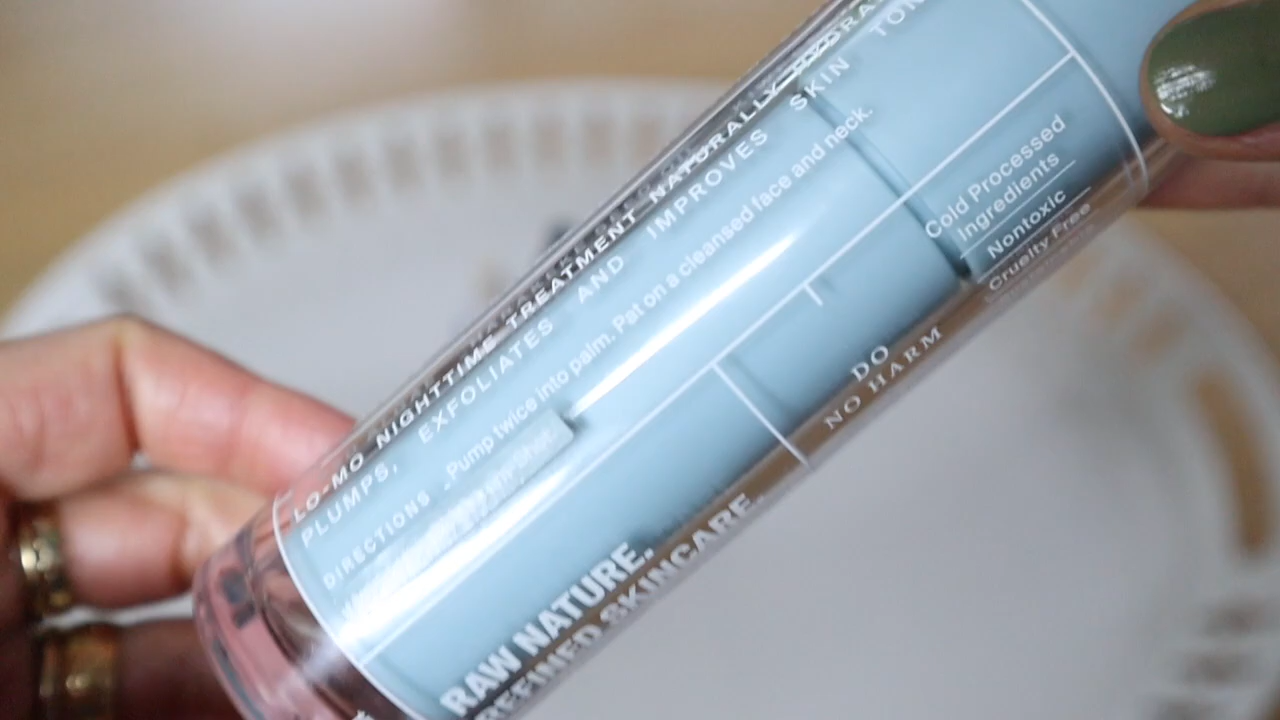 LO-MO NIGHTTIME TREATMENT NATURALLY
PLUMPS, EXFOLIATES AND IMPROVES SKIN TON
DIRECTIONS Pump twice into palm. Pat on a cleansed face and neck.
Cold Processed
Ingredients
Nontoxic
Cruelty Free
DO
NO HARM
RAW NATURE.
REFINED SKINCARE.